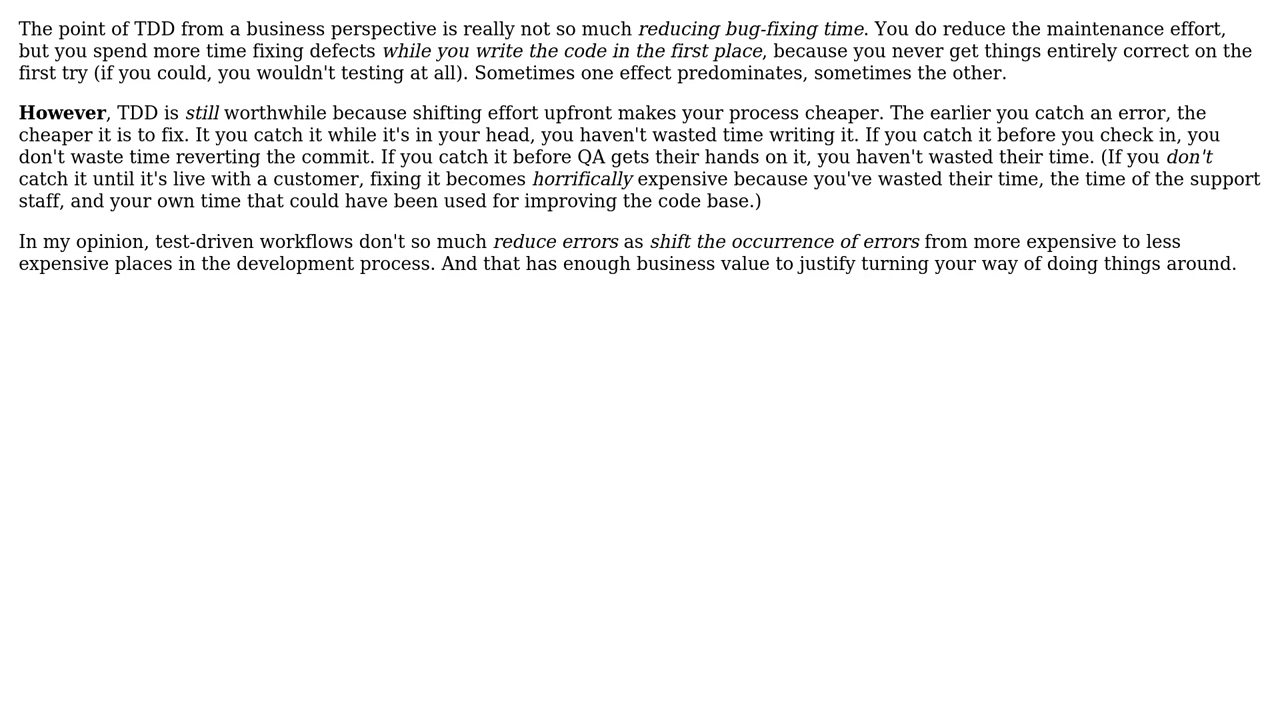 The point of TDD from a business perspective is really not so much reducing bug-fixing time. You do reduce the maintenance effort,
but you spend more time fixing defects while you write the code in the first place, because you never get things entirely correct on the
first try (if you could, you wouldn't testing at all). Sometimes one effect predominates, sometimes the other.
However, TDD is still worthwhile because shifting effort upfront makes your process cheaper. The earlier you catch an error, the
cheaper it is to fix. It you catch it while it's in your head, you haven't wasted time writing it. If you catch it before you check in, you
don't waste time reverting the commit. If you catch it before QA gets their hands on it, you haven't wasted their time. (If you don't
catch it until it's live with a customer, fixing it becomes horrifically expensive because you've wasted their time, the time of the support
staff, and your own time that could have been used for improving the code base.)
In my opinion, test-driven workflows don't so much reduce errors as shift the occurrence of errors from more expensive to less
expensive places in the development process. And that has enough business value to justify turning your way of doing things around.